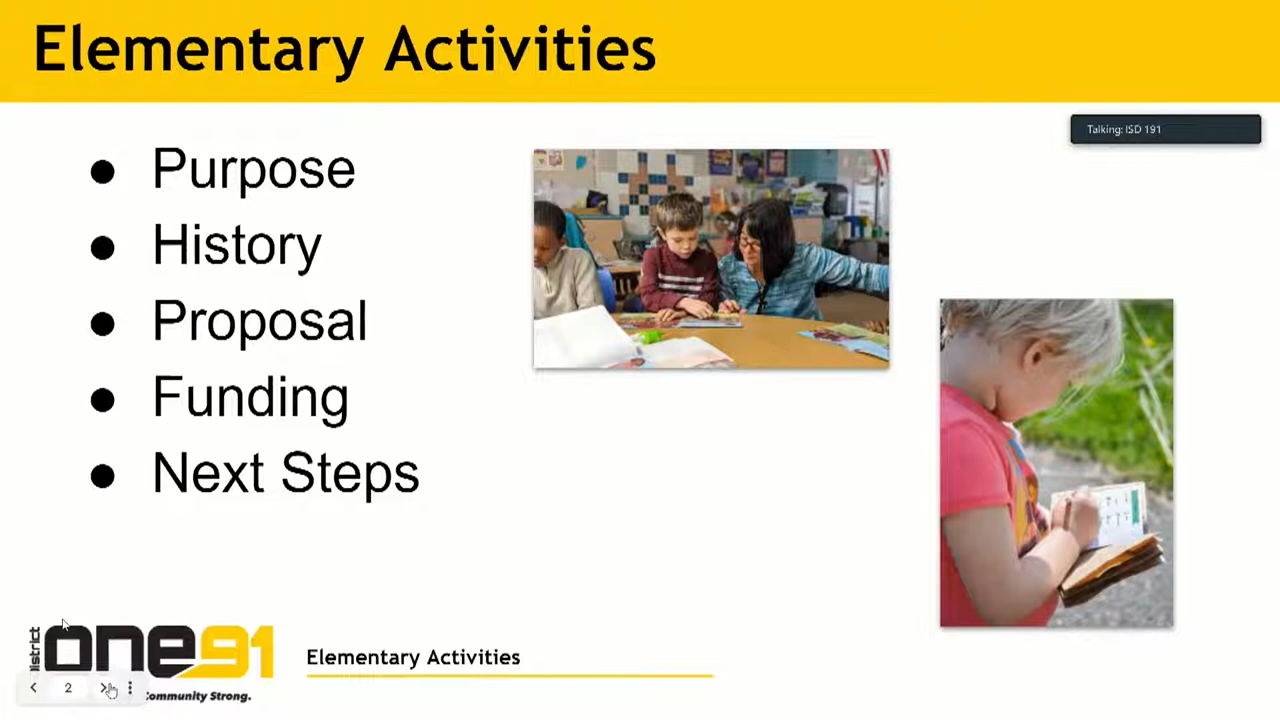 Elementary Activities
Talking: ISD 191
● Purpose
● History
● Proposal
● Funding
● Next Steps
District
one91
Community Strong.
Elementary Activities
2